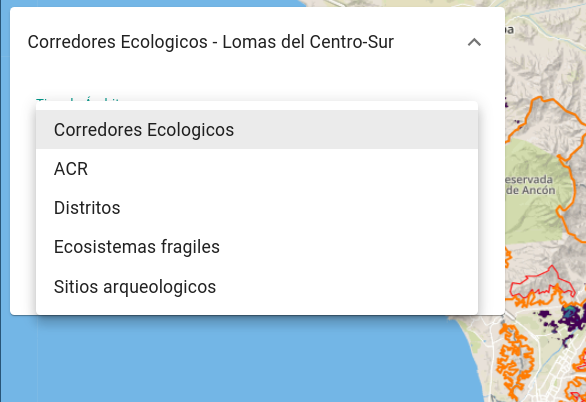 Corredores Ecologicos - Lomas del Centro-Sur
Corredores Ecologicos
ACR
Distritos
Ecosistemas fragiles
Sitios arqueologicos
eservada
de Ancón